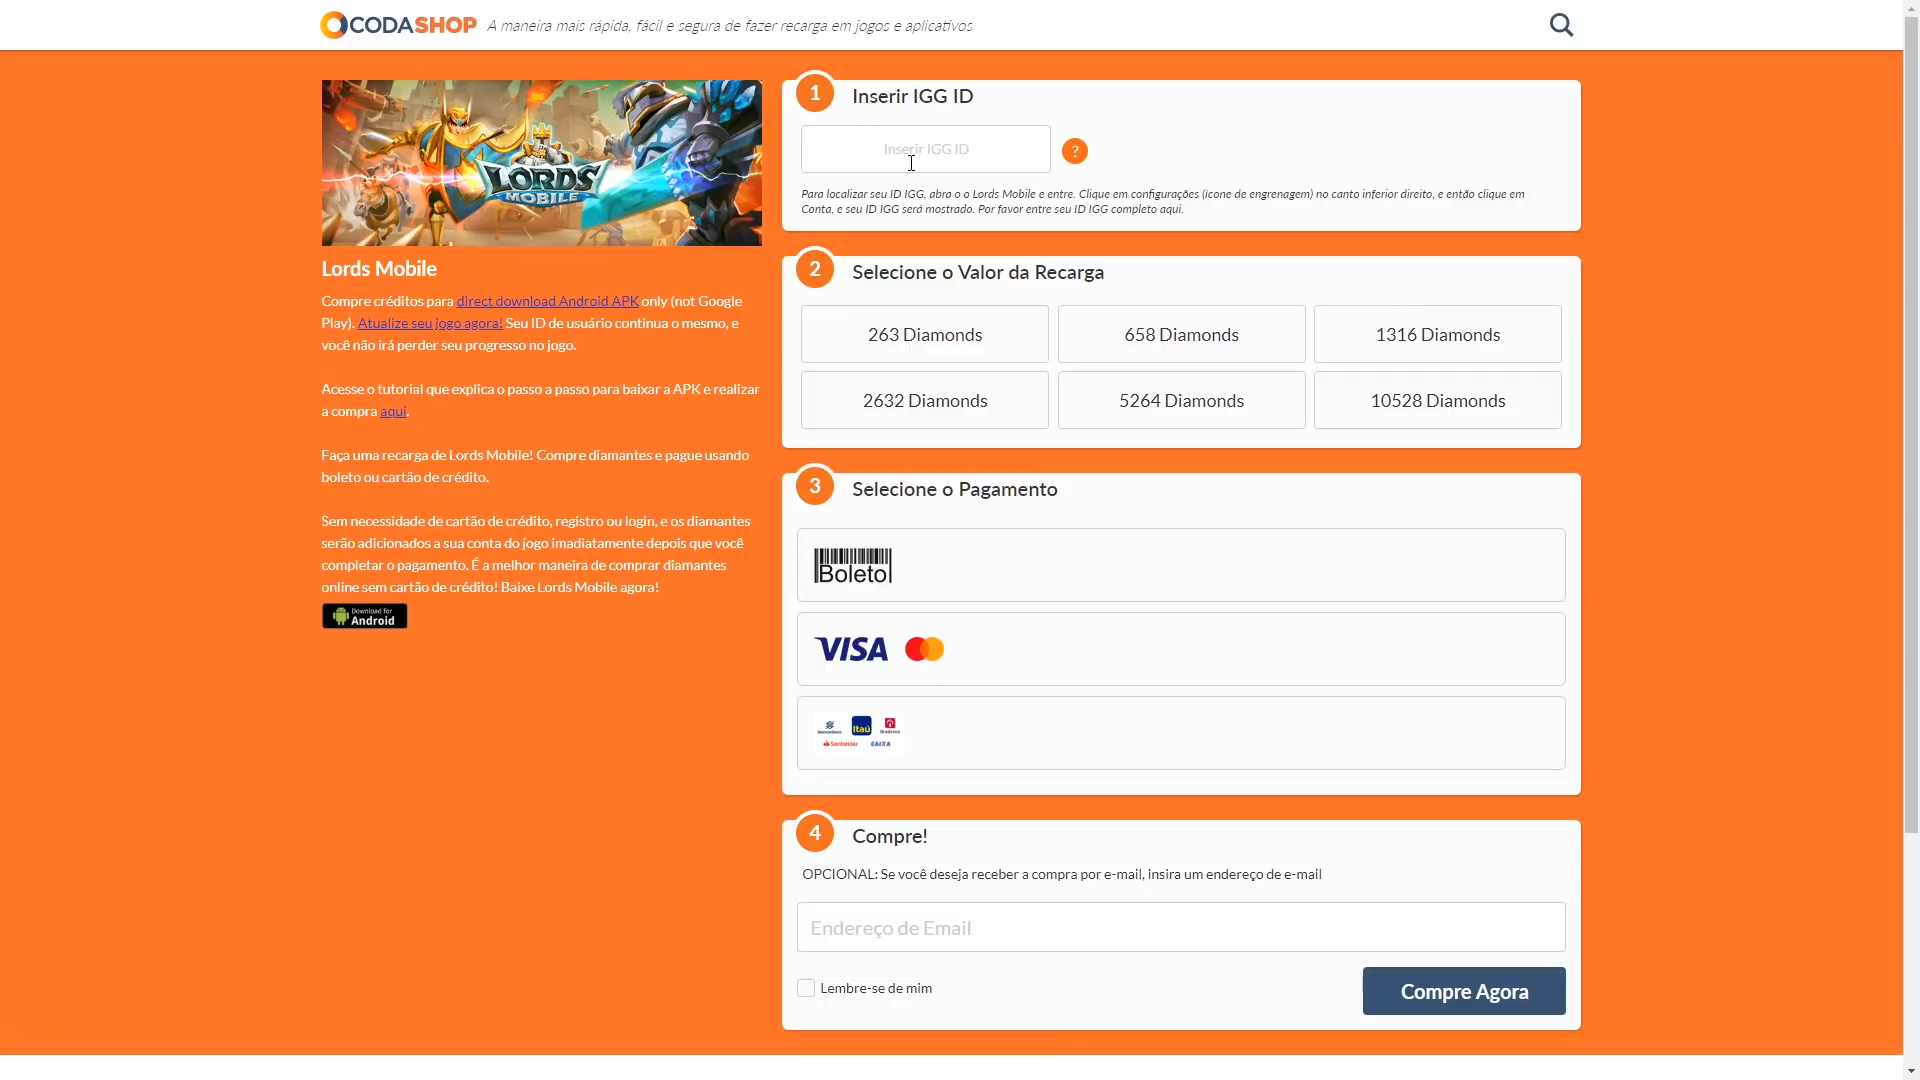 CODASHOP A maneira mais rápida, fácil e segura de fazer recarga em jogos e aplicativos
LORDS
MOBILE
Lords Mobile
Compre créditos para direct download Android APK only (not Google
Play). Atualize seu jogo agora! Seu ID de usuário continua o mesmo, e
você não irá perder seu progresso no jogo.
Acesse o tutorial que explica o passo a passo para baixar a APK e realizar
a compra aqui.
Faça uma recarga de Lords Mobile! Compre diamantes e pague usando
boleto ou cartão de crédito.
Sem necessidade de cartão de crédito, registro ou login, e os diamantes
serão adicionados a sua conta do jogo imadiatamente depois que você
completar o pagamento. É a melhor maneira de comprar diamantes
online sem cartão de crédito! Baixe Lords Mobile agora!
Download for
Android
1 Inserir IGG ID
Inserir IGG ID ?
Para localizar seu ID IGG, abra o o Lords Mobile e entre. Clique em configurações (ícone de engrenagem) no canto inferior direito, e então clique em
Conta, e seu ID IGG será mostrado. Por favor entre seu ID IGG completo aqui.
2 Selecione o Valor da Recarga
263 Diamonds 658 Diamonds 1316 Diamonds
2632 Diamonds 5264 Diamonds 10528 Diamonds
3 Selecione o Pagamento
Boleto
VISA
Itaú Bradesco
Santander CAIXA
4 Compre!
OPCIONAL: Se você deseja receber a compra por e-mail, insira um endereço de e-mail
Endereço de Email
Lembre-se de mim Compre Agora